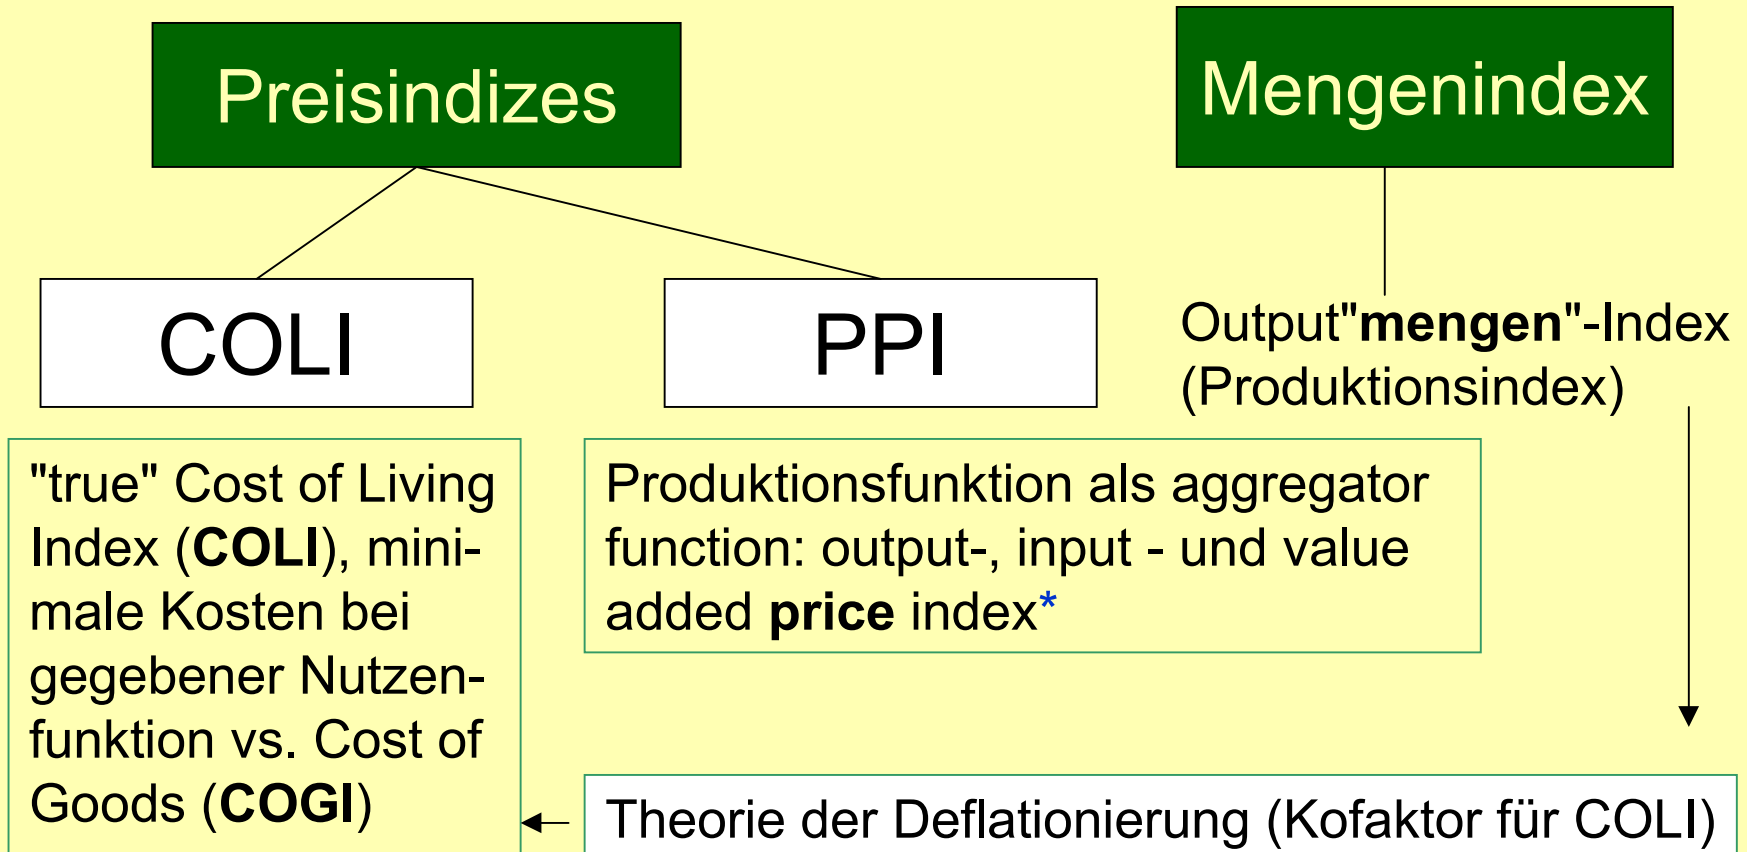 Preisindizes
Mengenindex
COLI
PPI
Output"mengen"-Index
(Produktionsindex)
"true" Cost of Living
Index (COLI), mini-
male Kosten bei
gegebener Nutzen-
funktion vs. Cost of
Goods (COGI)
Produktionsfunktion als aggregator
function: output-, input - und value
added price index*
Theorie der Deflationierung (Kofaktor für COLI)